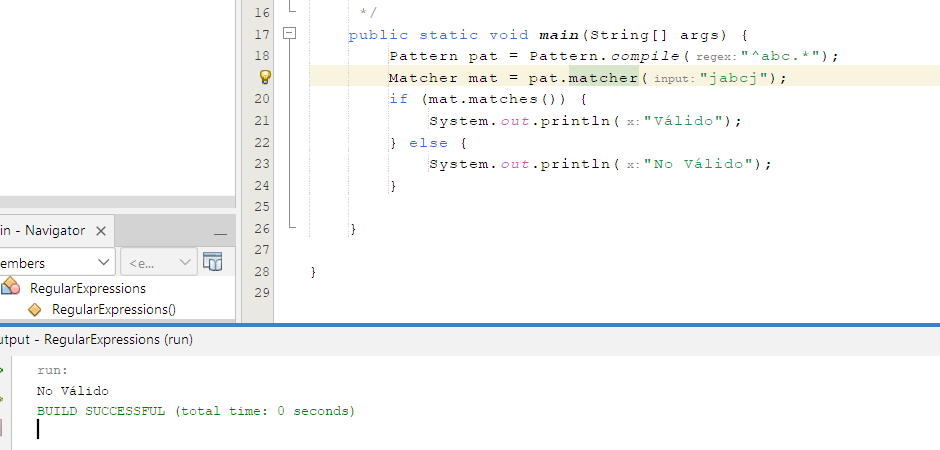 16 */
17 public static void main(String[] args) {
18 Pattern pat = Pattern.compile( regex: "^abc.*");
Matcher mat = pat.matcher( input: "jabcj");
20 if (mat.matches()) {
21 System.out.println( x: "Válido");
22 } else {
23 System.out.println( x: "No Válido");
24 }
25
26 }
27
28 }
29
in - Navigator
embers
<e...
RegularExpressions
RegularExpressions()
utput - RegularExpressions (run)
run:
No Válido
BUILD SUCCESSFUL (total time: 0 seconds)